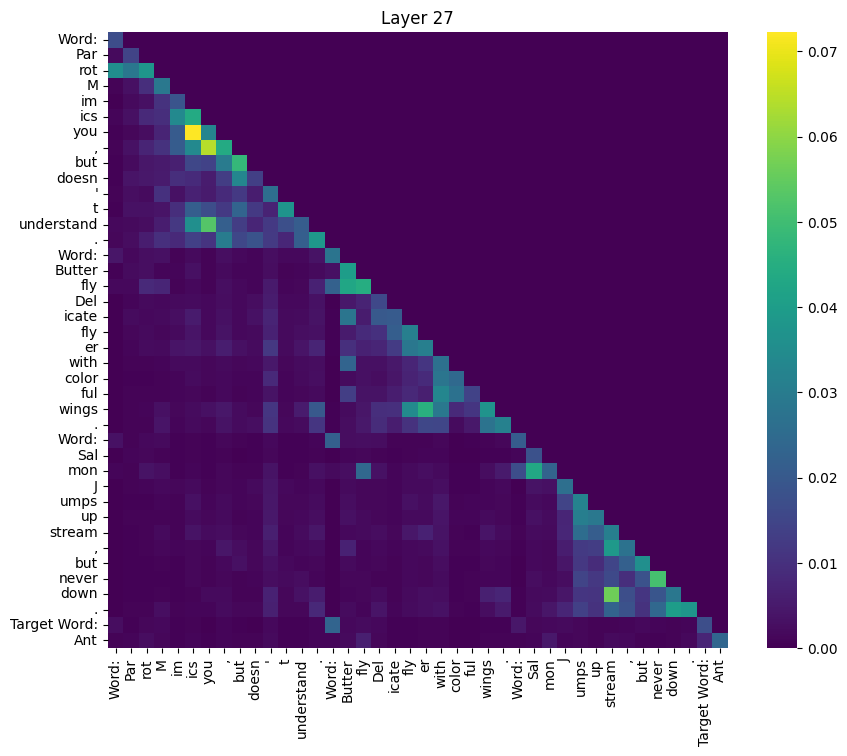 Layer 27
Word:
Par
rot
M
im
ics
you
,
but
doesn
'
t
understand
.
Word:
Butter
fly
Del
icate
fly
er
with
color
ful
wings
.
Word:
Sal
mon
J
umps
up
stream
,
but
never
down
.
Target Word:
Ant
0.07
0.06
0.05
0.04
0.03
0.02
0.01
0.00
Word:
Par
rot
M
im
ics
you
,
but
doesn
'
t
understand
.
Word:
Butter
fly
Del
icate
fly
er
with
color
ful
wings
.
Word:
Sal
mon
J
umps
up
stream
,
but
never
down
.
Target Word:
Ant